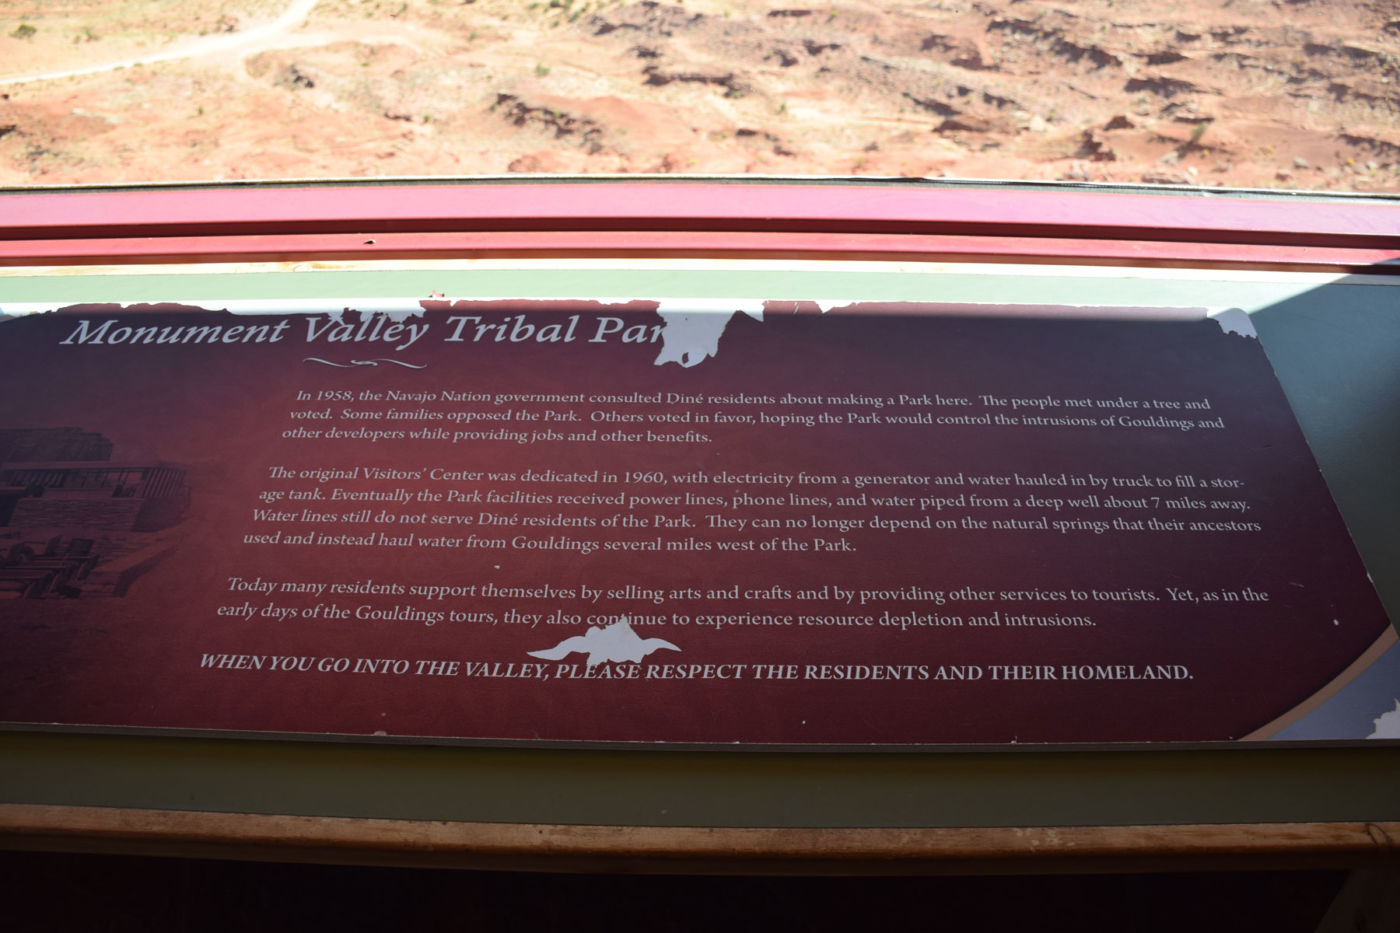 Monument Valley Tribal Par
In 1958, the Navajo Nation government consulted Diné residents about making a Park here. The people met under a tree and
voted. Some families opposed the Park. Others voted in favor, hoping the Park would control the intrusions of Gouldings and
other developers while providing jobs and other benefits.
The original Visitors' Center was dedicated in 1960, with electricity from a generator and water hauled in by truck to fill a stor-
age tank. Eventually the Park facilities received power lines, phone lines, and water piped from a deep well about 7 miles away.
Water lines still do not serve Diné residents of the Park. They can no longer depend on the natural springs that their ancestors
used and instead haul water from Gouldings several miles west of the Park.
Today many residents support themselves by selling arts and crafts and by providing other services to tourists. Yet, as in the
early days of the Gouldings tours, they also continue to experience resource depletion and intrusions.
WHEN YOU GO INTO THE VALLEY, PLEASE RESPECT THE RESIDENTS AND THEIR HOMELAND.